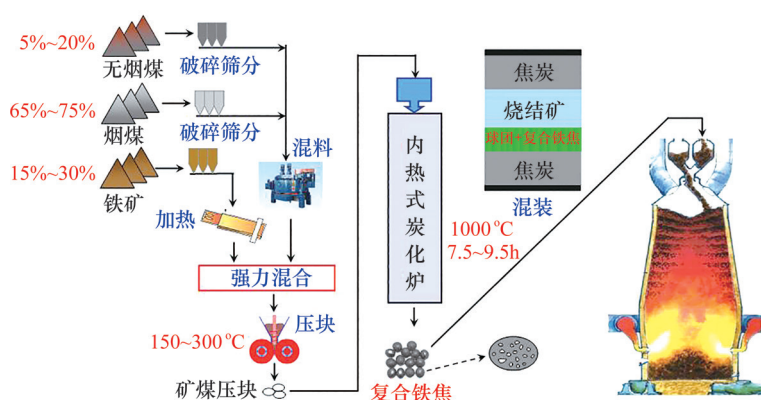 5%~20%
无烟煤
破碎筛分
65%~75%
烟煤
破碎筛分
15%~30%
铁矿
加热
混料
强力混合
150~300℃
压块
矿煤压块
内热式炭化炉
1000℃
7.5~9.5h
复合铁焦
焦炭
烧结矿
球团+复合铁焦
焦炭
混装